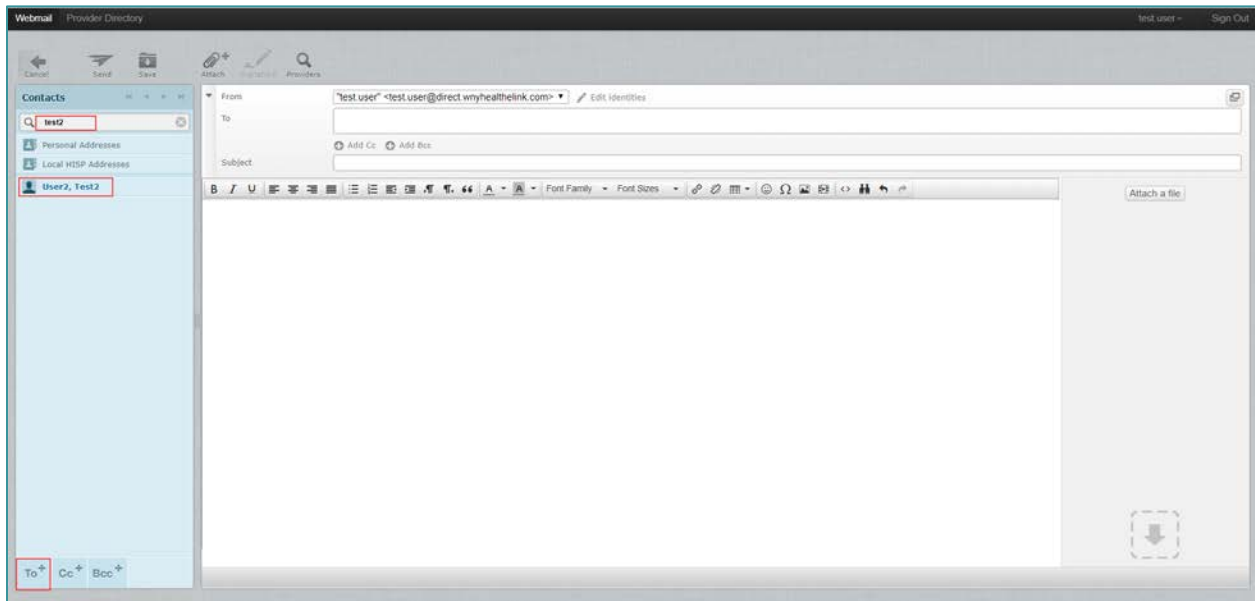 Webmail Provider Directory test user Sign Out
Cancel Send Save Attach Signature Providers
Contacts
test2
Personal Addresses
Local HISP Addresses
User2, Test2
To+ Cc+ Bcc+
From "test user" <test.user@direct.wnyhealthelink.com> Edit identities
To
Add Cc Add Bcc
Subject
B I U A A Font Family Font Sizes Ω
Attach a file